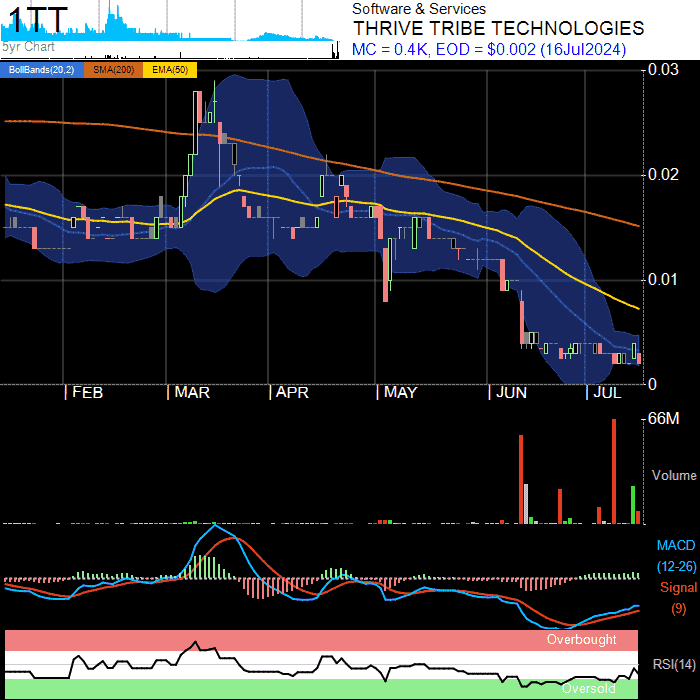 1TT
Software & Services
THRIVE TRIBE TECHNOLOGIES
5yr Chart
MC = 0.4K, EOD = $0.002 (16Jul2024)
BollBands(20,2) SMA(200) EMA(50)
0.03
0.02
0.01
0
FEB MAR APR MAY JUN JUL
66M
Volume
MACD
(12-26)
Signal
(9)
Overbought
RSI(14)
Oversold